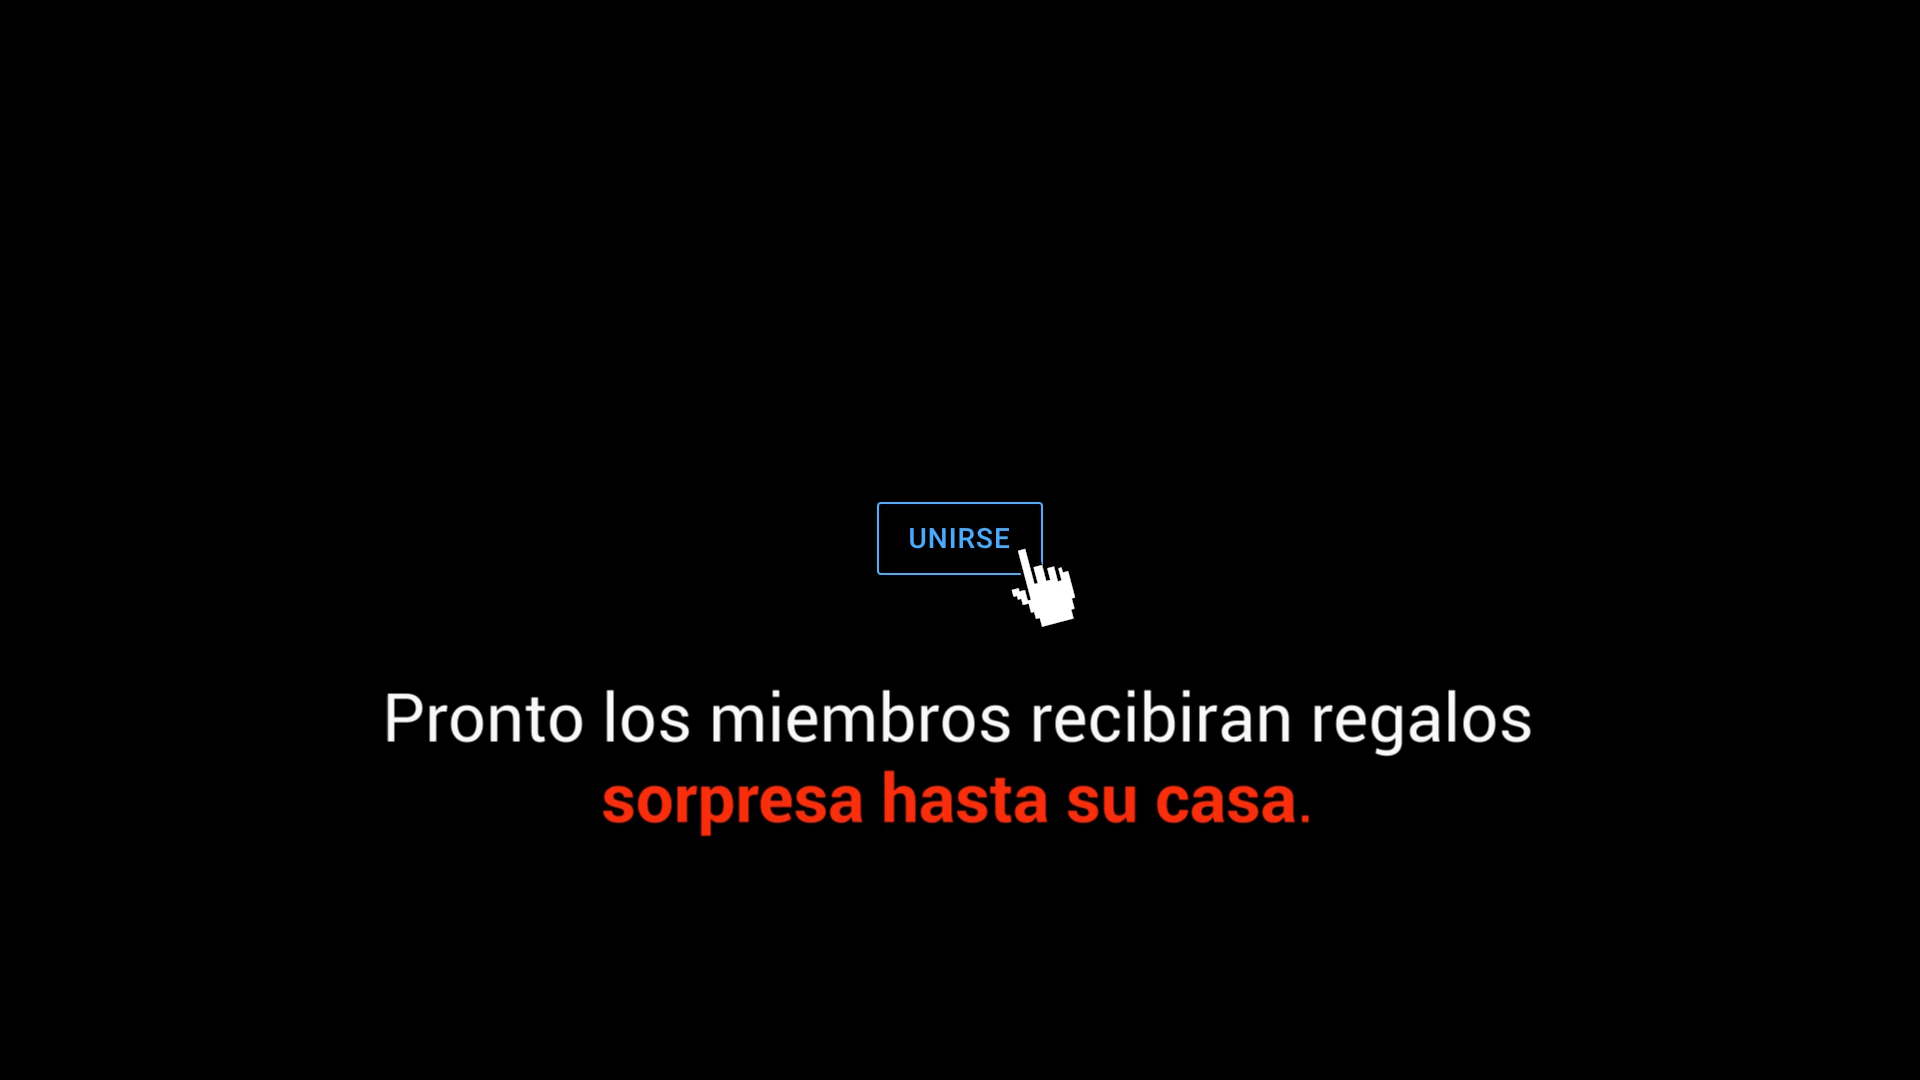 UNIRSE
Pronto los miembros recibiran regalos
sorpresa hasta su casa.